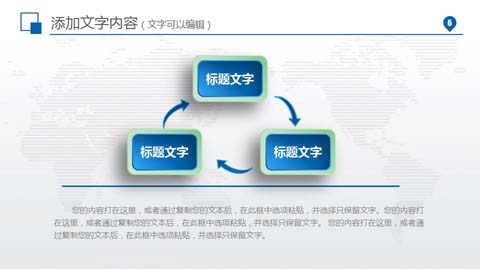 添加文字内容（文字可以编辑）
6
标题文字
标题文字
标题文字
您的内容打在这里，或者通过复制您的文本后，在此框中选项粘贴，并选择只保留文字。您的内容打
在这里，或者通过复制您的文本后，在此框中选项粘贴，并选择只保留文字。 您的内容打在这里，或者通
过复制您的文本后，在此框中选项粘贴，并选择只保留文字。